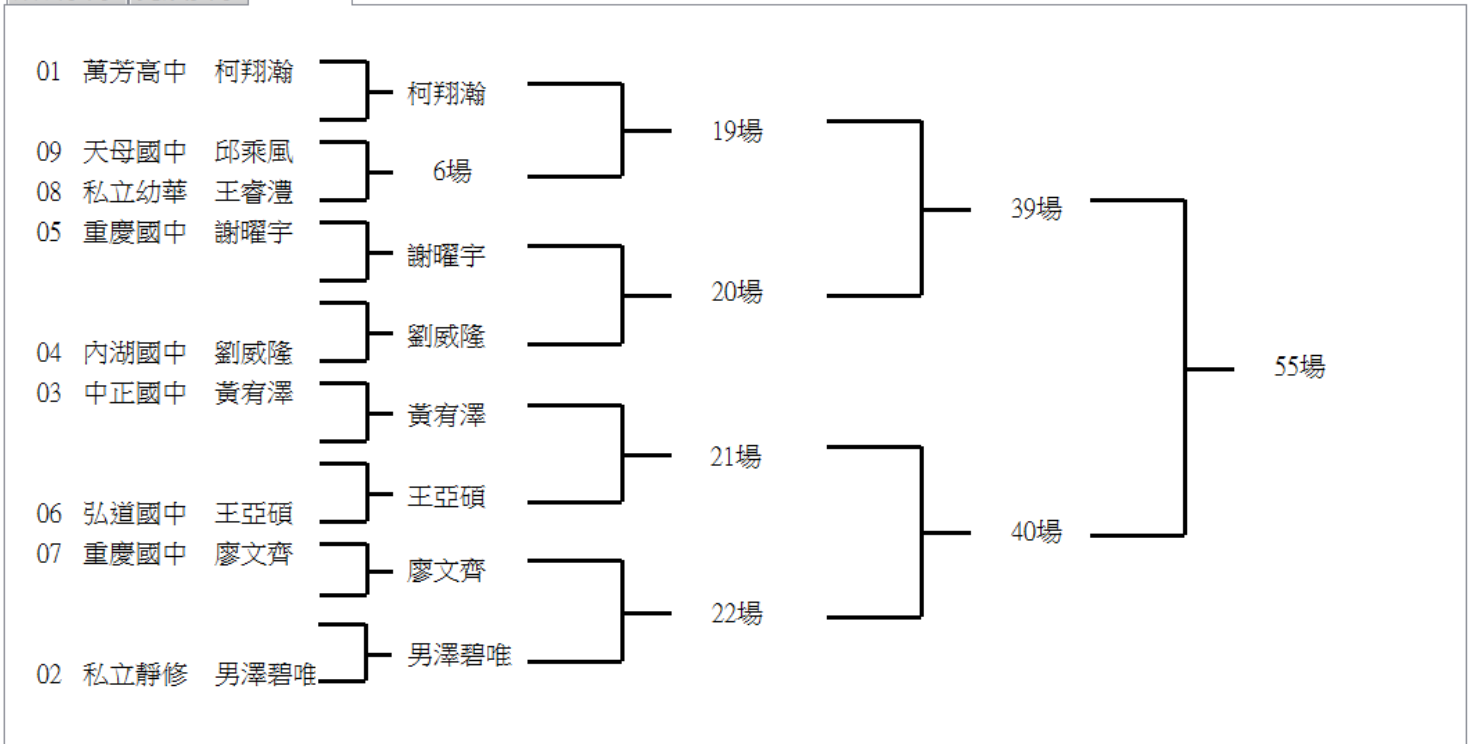 01 萬芳高中 柯翔瀚
柯翔瀚
19場
09 天母國中 邱乘風
6場
08 私立幼華 王睿澧
39場
05 重慶國中 謝曜宇
謝曜宇
20場
劉威隆
04 內湖國中 劉威隆
55場
03 中正國中 黃宥澤
黃宥澤
21場
王亞碩
06 弘道國中 王亞碩
40場
07 重慶國中 廖文齊
廖文齊
22場
男澤碧唯
02 私立靜修 男澤碧唯